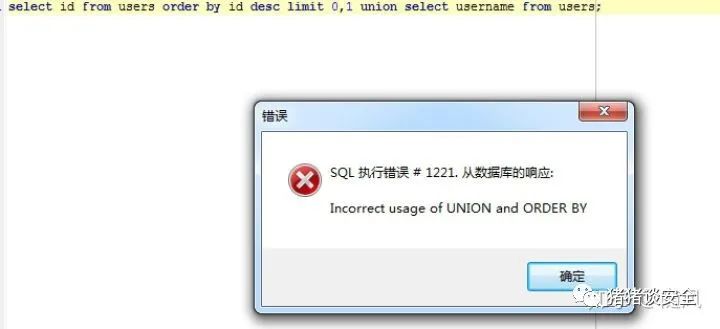 select id from users order by id desc limit 0,1 union select username from users;
错误
SQL 执行错误 # 1221. 从数据库的响应:
Incorrect usage of UNION and ORDER BY
确定
猪猪谈安全